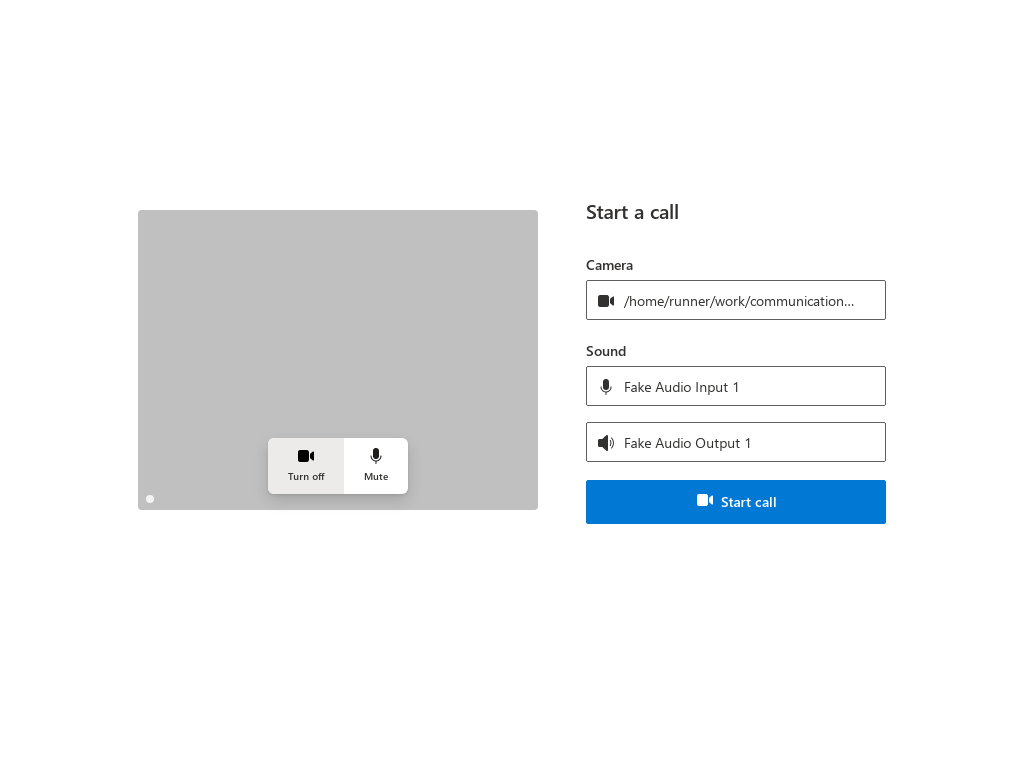 Start a call
Camera
/home/runner/work/communication...
Sound
Fake Audio Input 1
Fake Audio Output 1
Start call
Turn off
Mute